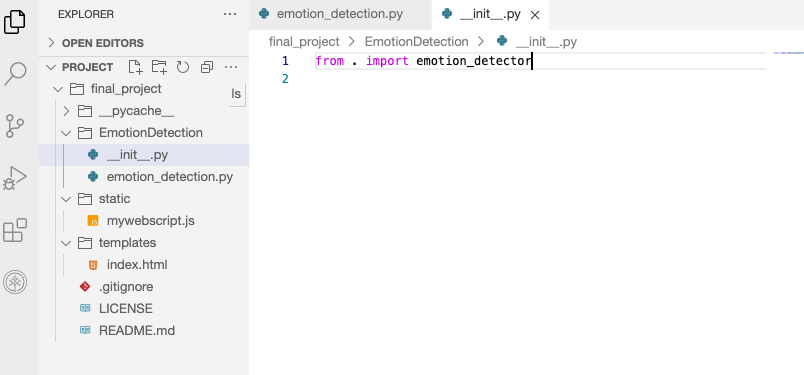 EXPLORER
emotion_detection.py
__init__.py
OPEN EDITORS
final_project > EmotionDetection > __init__.py
PROJECT
1 from . import emotion_detector
2
final_project
ls
__pycache__
EmotionDetection
__init__.py
emotion_detection.py
static
mywebscript.js
templates
index.html
.gitignore
LICENSE
README.md